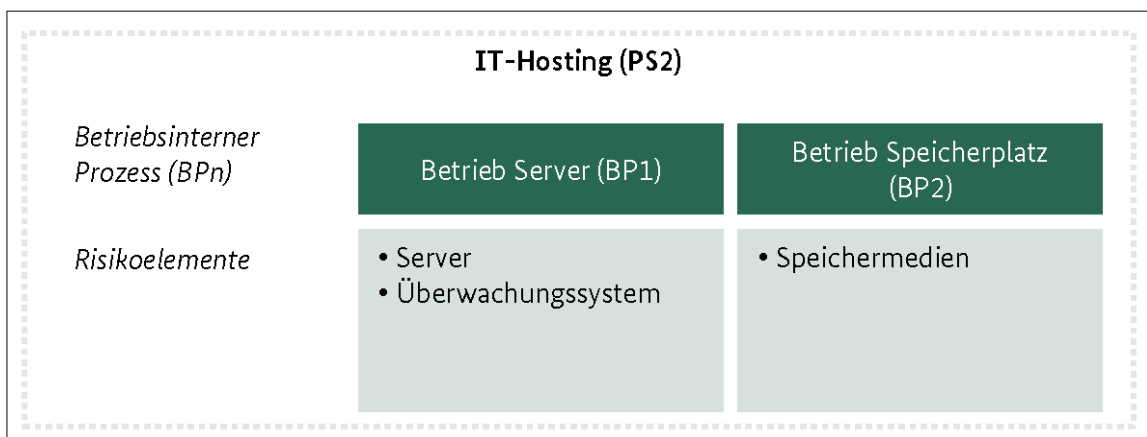 IT-Hosting (PS2)
Betriebsinterner
Prozess (BPn)
Betrieb Server (BP1)
Betrieb Speicherplatz
(BP2)
Risikoelemente
• Server
• Überwachungssystem
• Speichermedien